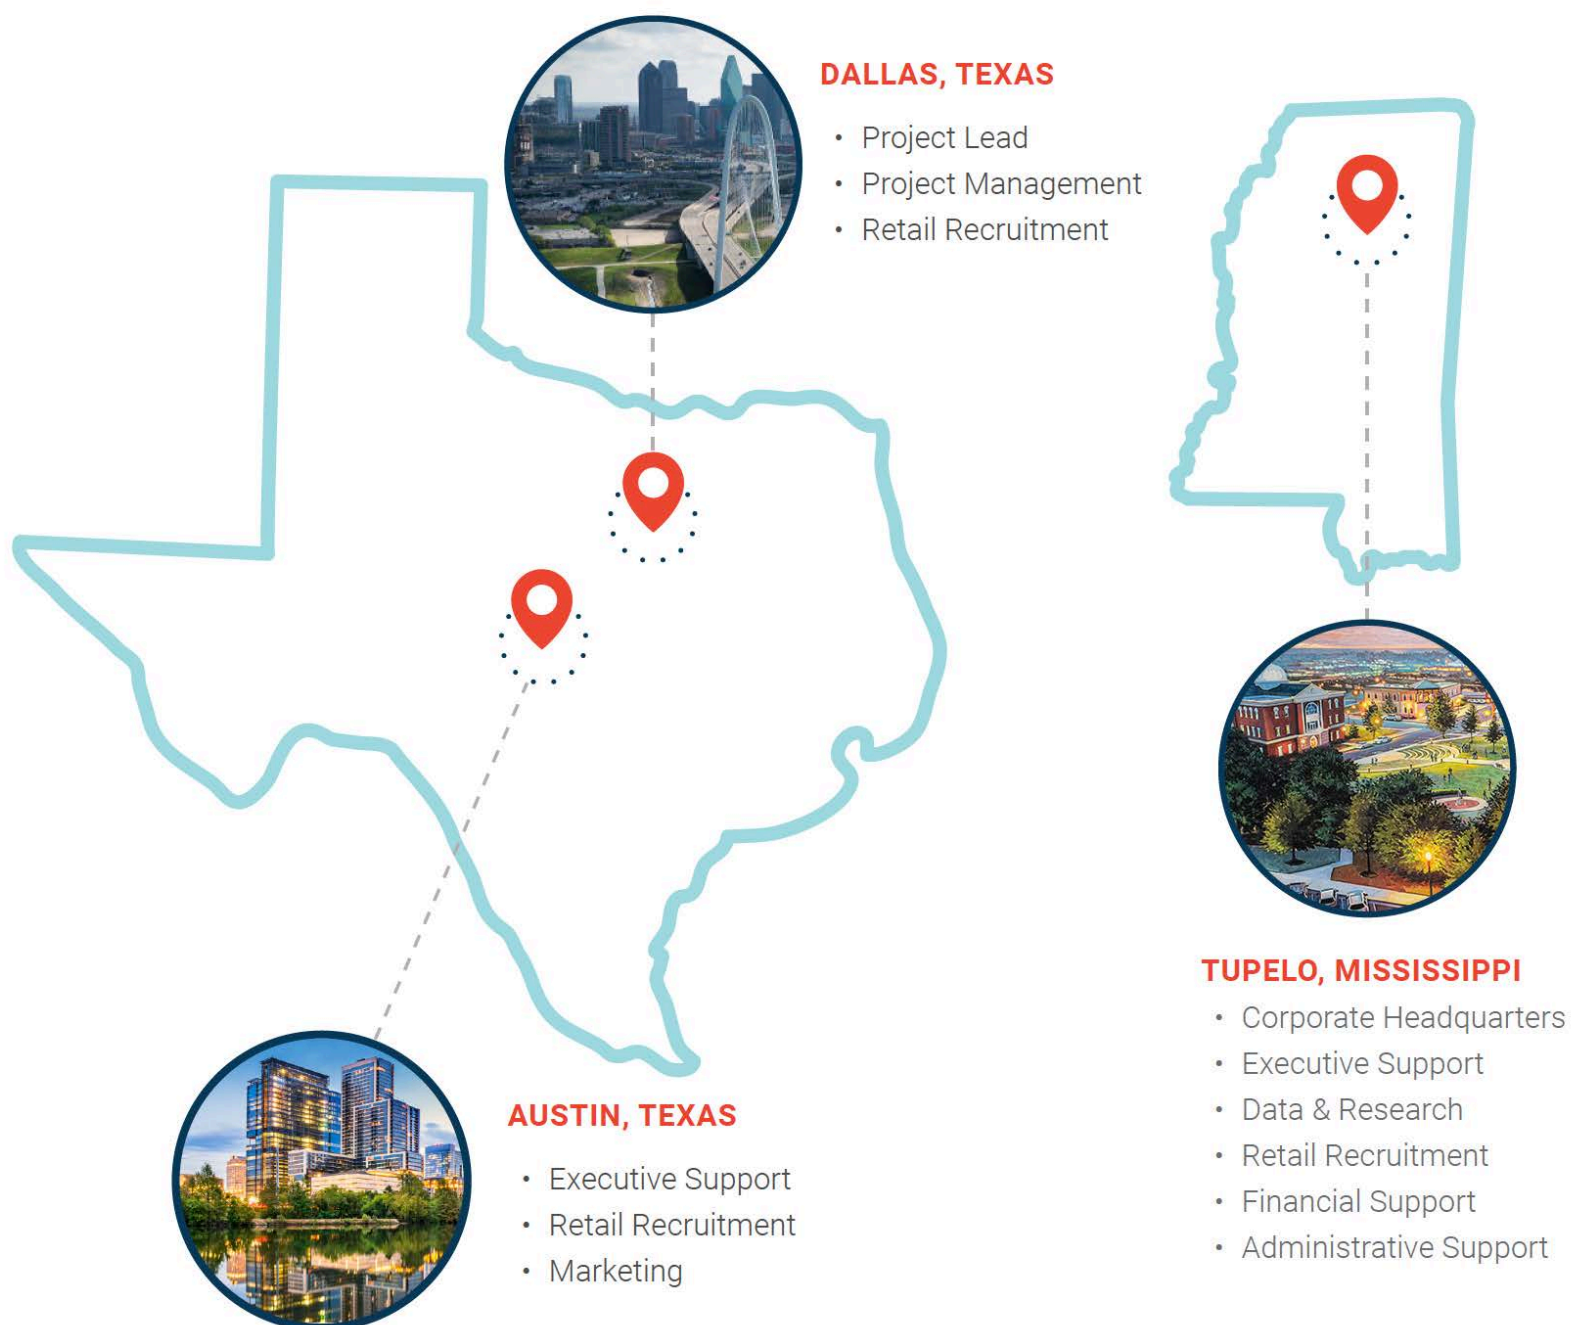 DALLAS, TEXAS
• Project Lead
• Project Management
• Retail Recruitment
AUSTIN, TEXAS
• Executive Support
• Retail Recruitment
• Marketing
TUPELO, MISSISSIPPI
• Corporate Headquarters
• Executive Support
• Data & Research
• Retail Recruitment
• Financial Support
• Administrative Support